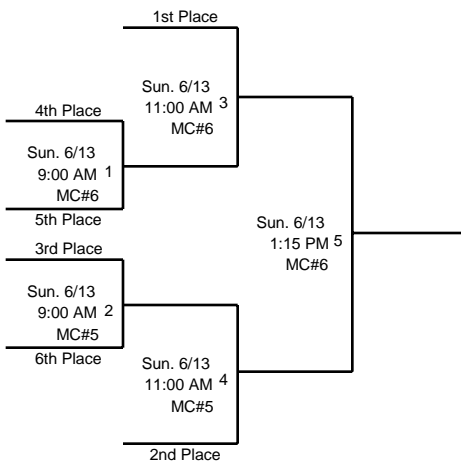 1st Place
Sun. 6/13
11:00 AM 3
MC#6
4th Place
Sun. 6/13
9:00 AM 1
MC#6
5th Place
Sun. 6/13
1:15 PM 5
MC#6
3rd Place
Sun. 6/13
9:00 AM 2
MC#5
6th Place
Sun. 6/13
11:00 AM 4
MC#5
2nd Place